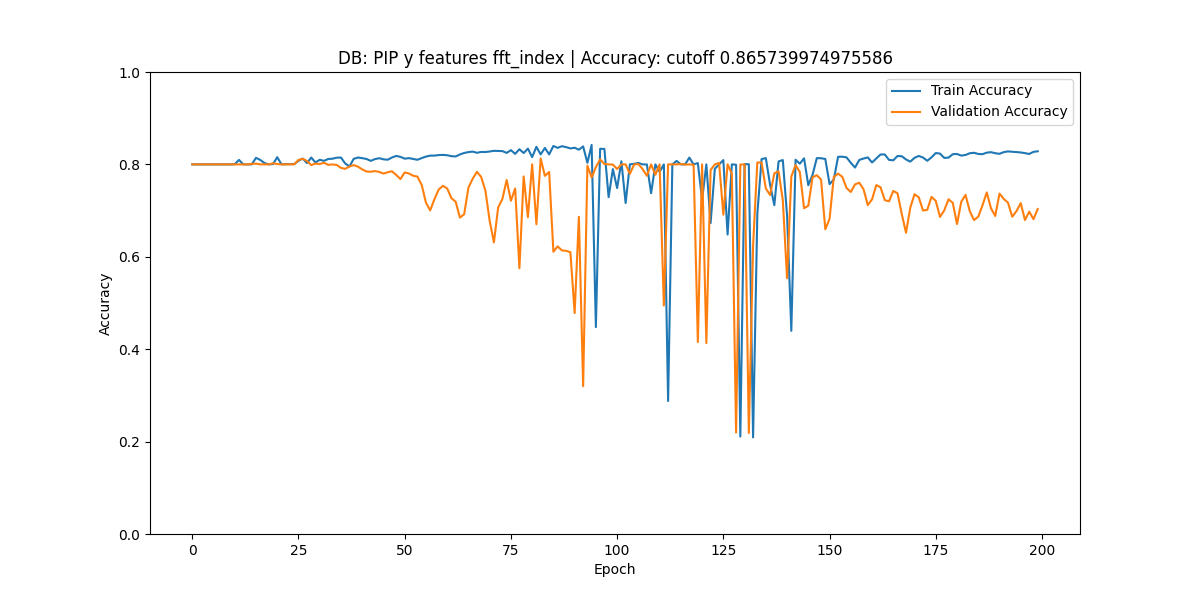 DB: PIP y features fft_index | Accuracy: cutoff 0.865739974975586
Train Accuracy
Validation Accuracy
1.0
0.8
0.6
0.4
0.2
0.0
Accuracy
0 25 50 75 100 125 150 175 200
Epoch